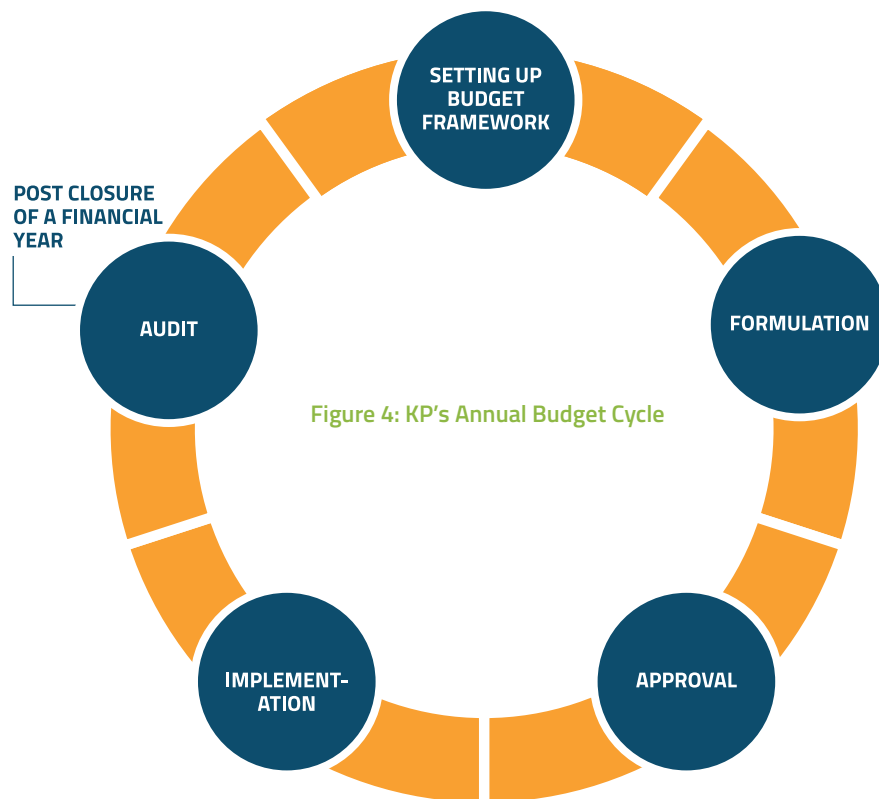 SETTING UP
BUDGET
FRAMEWORK
POST CLOSURE
OF A FINANCIAL
YEAR
AUDIT
FORMULATION
Figure 4: KP's Annual Budget Cycle
IMPLEMENT-
ATION
APPROVAL